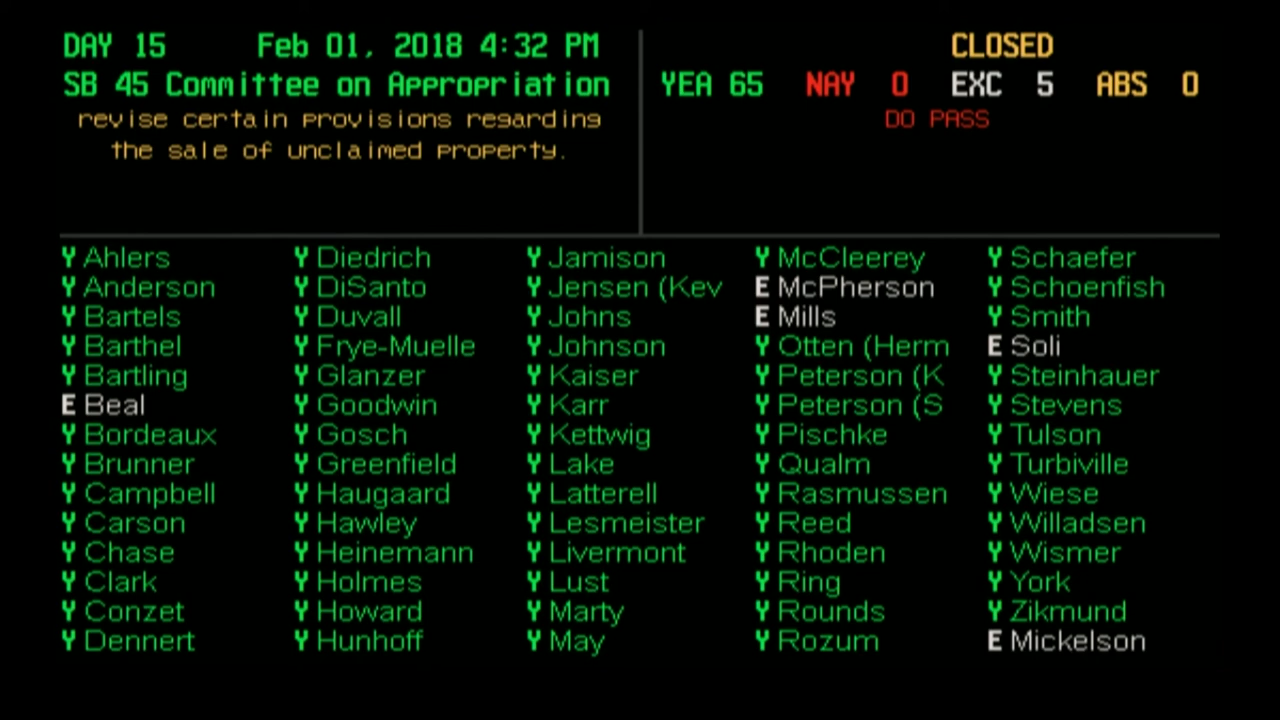 DAY 15 Feb 01, 2018 4:32 PM
SB 45 Committee on Appropriation
revise certain provisions regarding
the sale of unclaimed property.
CLOSED
YEA 65 NAY 0 EXC 5 ABS 0
DO PASS
Y Ahlers
Y Anderson
Y Bartels
Y Barthel
Y Bartling
E Beal
Y Bordeaux
Y Brunner
Y Campbell
Y Carson
Y Chase
Y Clark
Y Conzet
Y Dennert
Y Diedrich
Y DiSanto
Y Duvall
Y Frye-Muelle
Y Glanzer
Y Goodwin
Y Gosch
Y Greenfield
Y Haugaard
Y Hawley
Y Heinemann
Y Holmes
Y Howard
Y Hunhoff
Y Jamison
Y Jensen (Kev
Y Johns
Y Johnson
Y Kaiser
Y Karr
Y Kettwig
Y Lake
Y Latterell
Y Lesmeister
Y Livermont
Y Lust
Y Marty
Y May
Y McCleerey
E McPherson
E Mills
Y Otten (Herm
Y Peterson (K
Y Peterson (S
Y Pischke
Y Qualm
Y Rasmussen
Y Reed
Y Rhoden
Y Ring
Y Rounds
Y Rozum
Y Schaefer
Y Schoenfish
Y Smith
E Soli
Y Steinhauer
Y Stevens
Y Tulson
Y Turbiville
Y Wiese
Y Willadsen
Y Wismer
Y York
Y Zikmund
E Mickelson